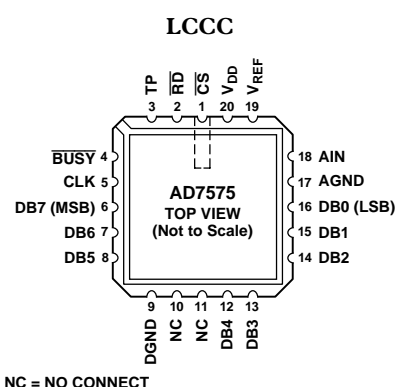 LCCC
TP RD CS VDD VREF
3 2 1 20 19
BUSY 4 18 AIN
CLK 5 17 AGND
DB7 (MSB) 6 16 DB0 (LSB)
DB6 7 15 DB1
DB5 8 14 DB2
AD7575
TOP VIEW
(Not to Scale)
9 10 11 12 13
DGND NC NC DB4 DB3
NC = NO CONNECT